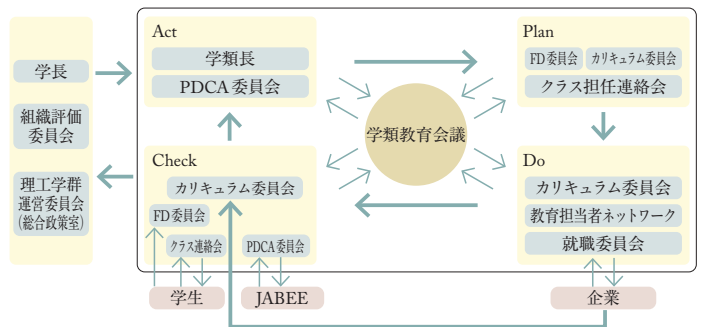 学長
組織評価
委員会
理工学群
運営委員会
(総合政策室)
Act
学類長
PDCA 委員会
Plan
FD 委員会
カリキュラム委員会
クラス担任連絡会
学類教育会議
Check
カリキュラム委員会
FD 委員会
クラス連絡会
PDCA 委員会
Do
カリキュラム委員会
教育担当者ネットワーク
就職委員会
学生
JABEE
企業